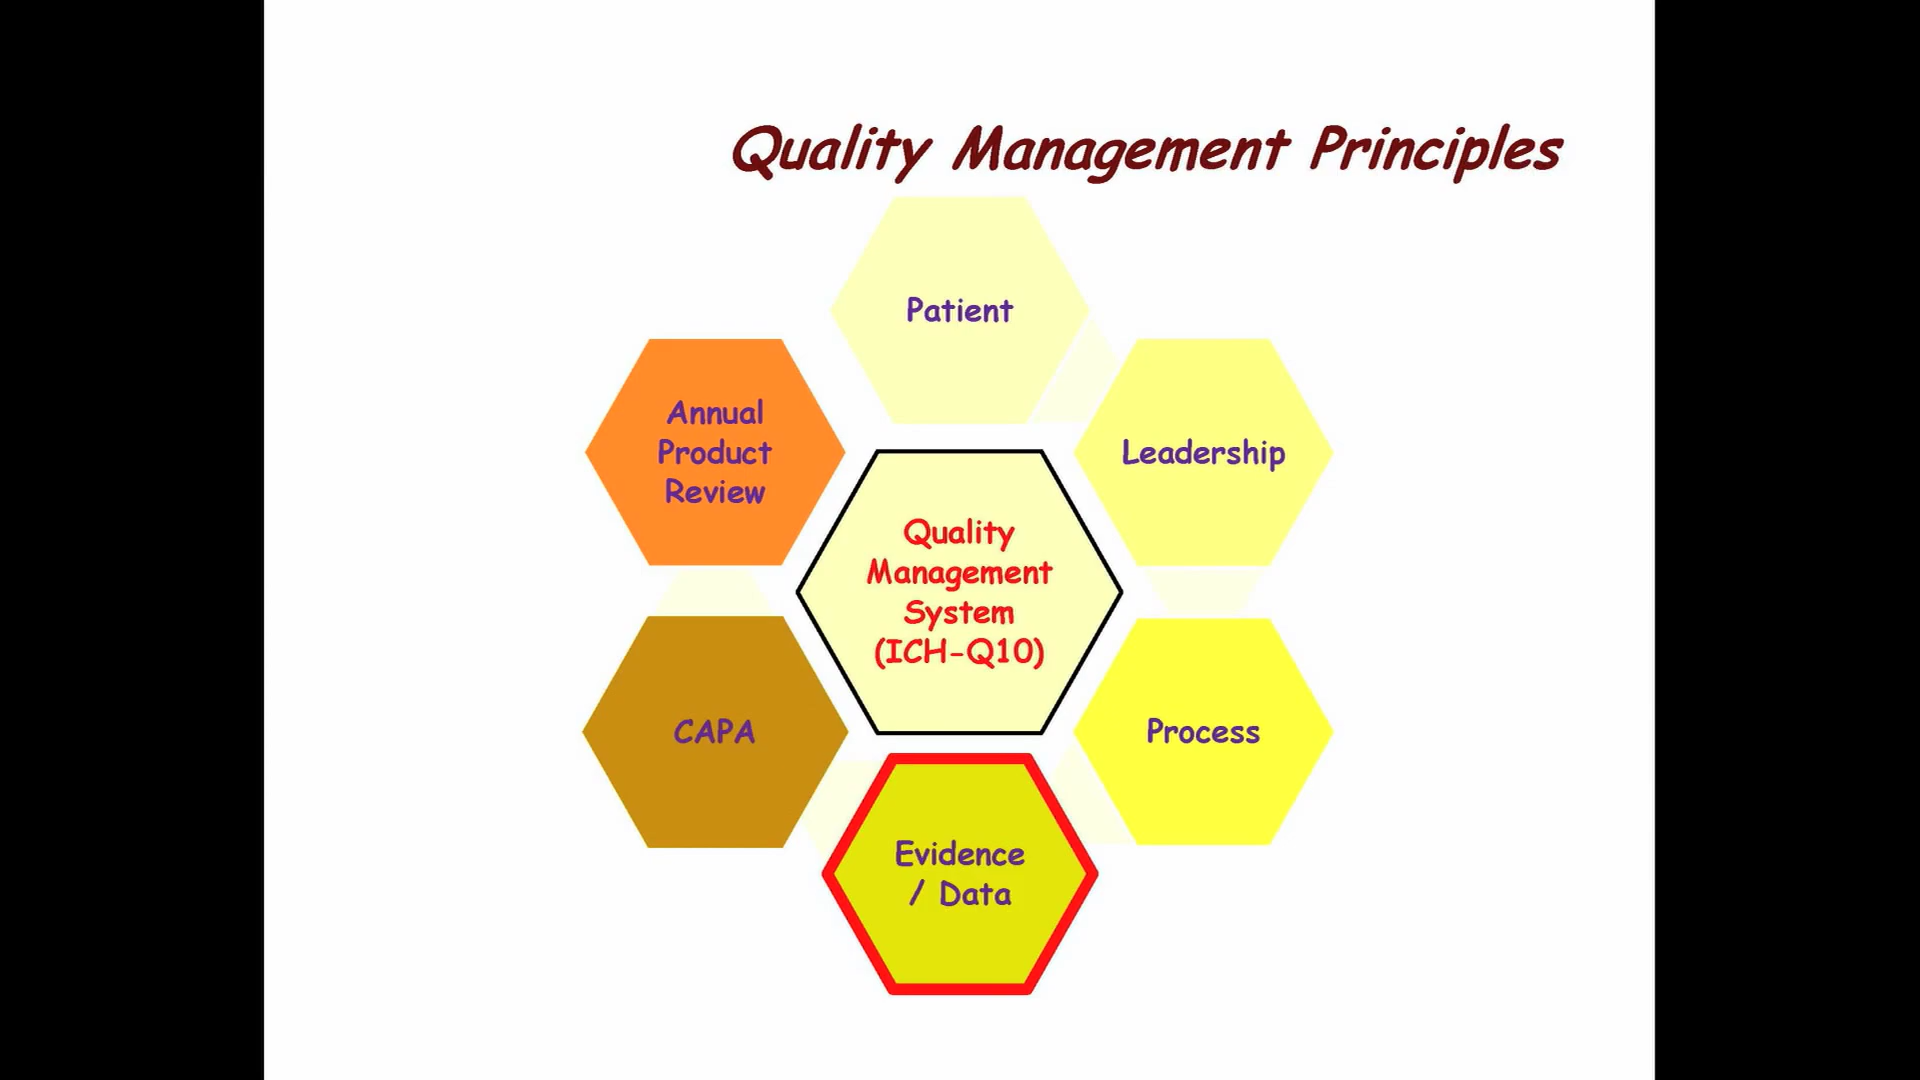 Quality Management Principles
Patient
Leadership
Process
Evidence
/ Data
CAPA
Annual
Product
Review
Quality
Management
System
(ICH-Q10)